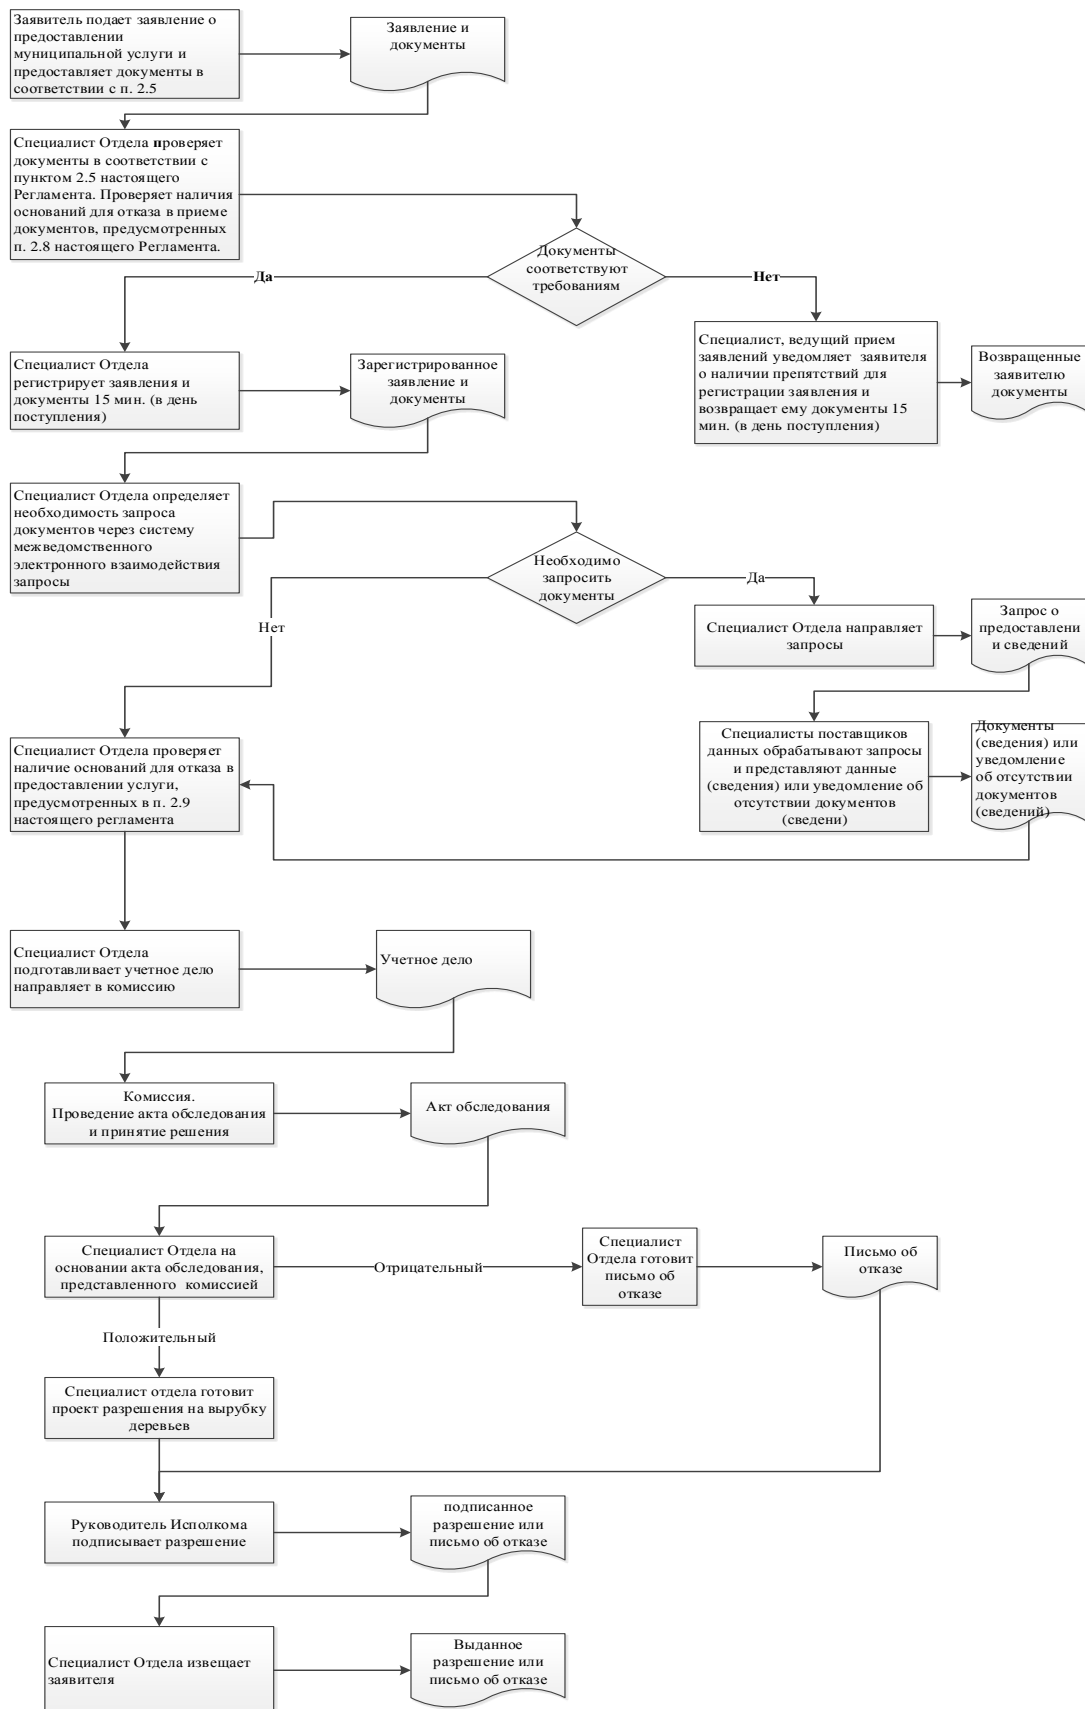 Заявитель подает заявление о
предоставлении
муниципальной услуги и
предоставляет документы в
соответствии с п. 2.5
Заявление и
документы
Специалист Отдела проверяет
документы в соответствии с
пунктом 2.5 настоящего
Регламента. Проверяет наличия
оснований для отказа в приеме
документов, предусмотренных
п. 2.8 настоящего Регламента.
Документы
соответствуют
требованиям
Да
Нет
Специалист Отдела
регистрирует заявления и
документы 15 мин. (в день
поступления)
Зарегистрированное
заявление и
документы
Специалист, ведущий прием
заявлений уведомляет заявителя
о наличии препятствий для
регистрации заявления и
возвращает ему документы 15
мин. (в день поступления)
Возвращенные
заявителю
документы
Специалист Отдела определяет
необходимость запроса
документов через систему
межведомственного
электронного взаимодействия
запросы
Необходимо
запросить
документы
Да
Нет
Специалист Отдела направляет
запросы
Запрос о
предоставлени
и сведений
Специалист Отдела проверяет
наличие оснований для отказа в
предоставлении услуги,
предусмотренных в п. 2.9
настоящего регламента
Специалисты поставщиков
данных обрабатывают запросы
и представляют данные
(сведения) или уведомление об
отсутствии документов
(сведени)
Документы
(сведения) или
уведомление
об отсутствии
документов
(сведений)
Специалист Отдела
подготавливает учетное дело
направляет в комиссию
Учетное дело
Комиссия.
Проведение акта обследования
и принятие решения
Акт обследования
Специалист Отдела на
основании акта обследования,
представленного комиссией
Отрицательный
Специалист
Отдела готовит
письмо об
отказе
Письмо об
отказе
Положительный
Специалист отдела готовит
проект разрешения на вырубку
деревьев
Руководитель Исполкома
подписывает разрешение
подписанное
разрешение или
письмо об отказе
Специалист Отдела извещает
заявителя
Выданное
разрешение или
письмо об отказе